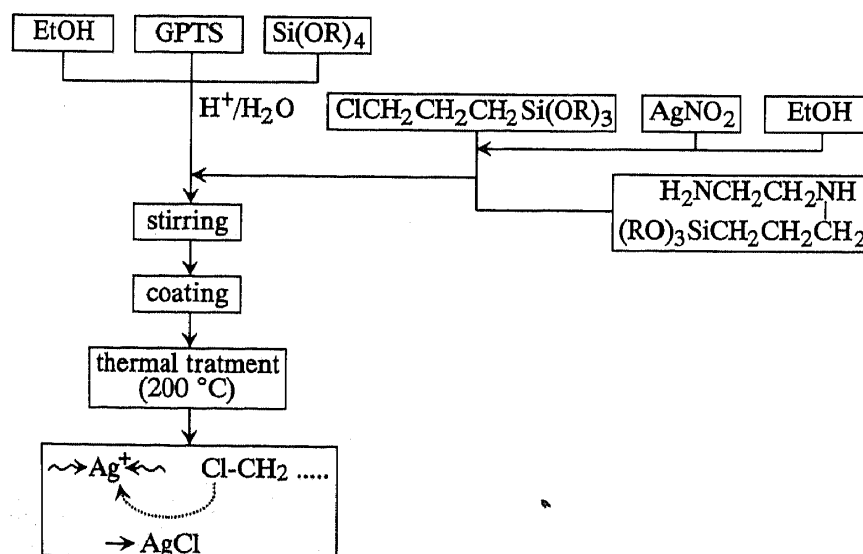 EtOH
GPTS
Si(OR)4
H+/H2O
ClCH2CH2CH2Si(OR)3
AgNO2
EtOH
H2NCH2CH2NH
(RO)3SiCH2CH2CH2
stirring
coating
thermal tratment
(200 °C)
Ag+
Cl-CH2 .....
→ AgCl